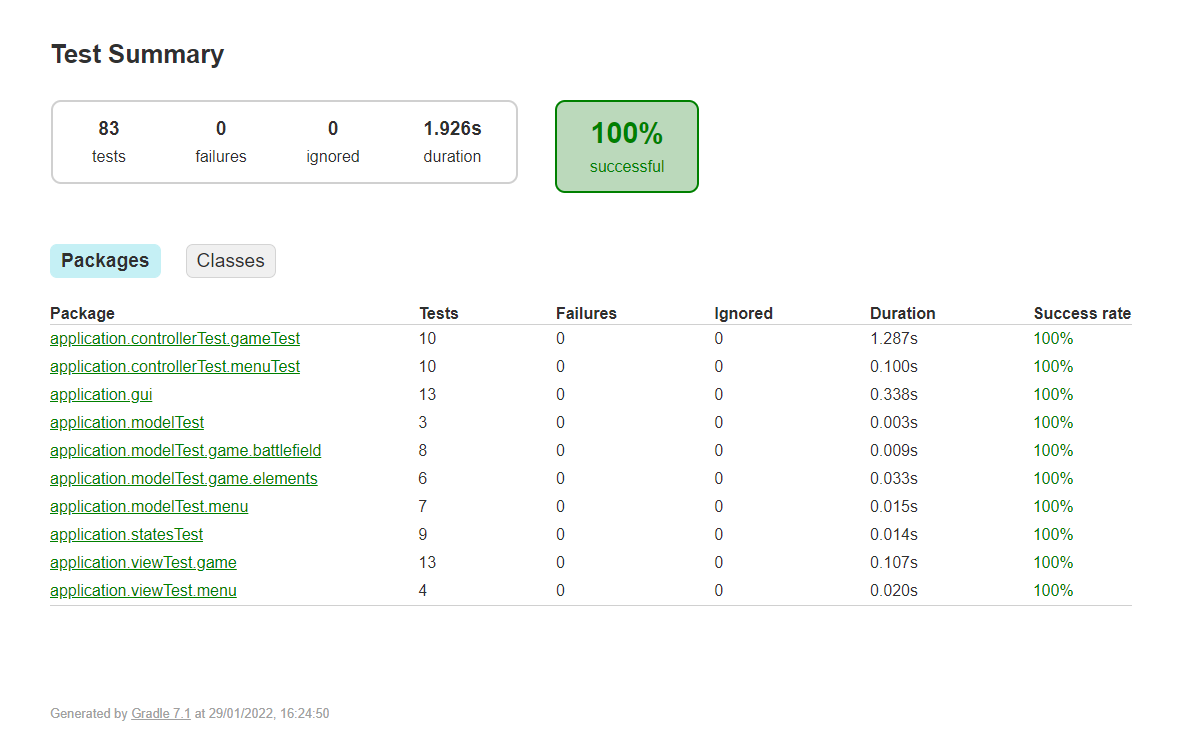 Test Summary
83 0 0 1.926s
tests failures ignored duration
100%
successful
Packages Classes
Package Tests Failures Ignored Duration Success rate
application.controllerTest.gameTest 10 0 0 1.287s 100%
application.controllerTest.menuTest 10 0 0 0.100s 100%
application.gui 13 0 0 0.338s 100%
application.modelTest 3 0 0 0.003s 100%
application.modelTest.game.battlefield 8 0 0 0.009s 100%
application.modelTest.game.elements 6 0 0 0.033s 100%
application.modelTest.menu 7 0 0 0.015s 100%
application.statesTest 9 0 0 0.014s 100%
application.viewTest.game 13 0 0 0.107s 100%
application.viewTest.menu 4 0 0 0.020s 100%
Generated by Gradle 7.1 at 29/01/2022, 16:24:50